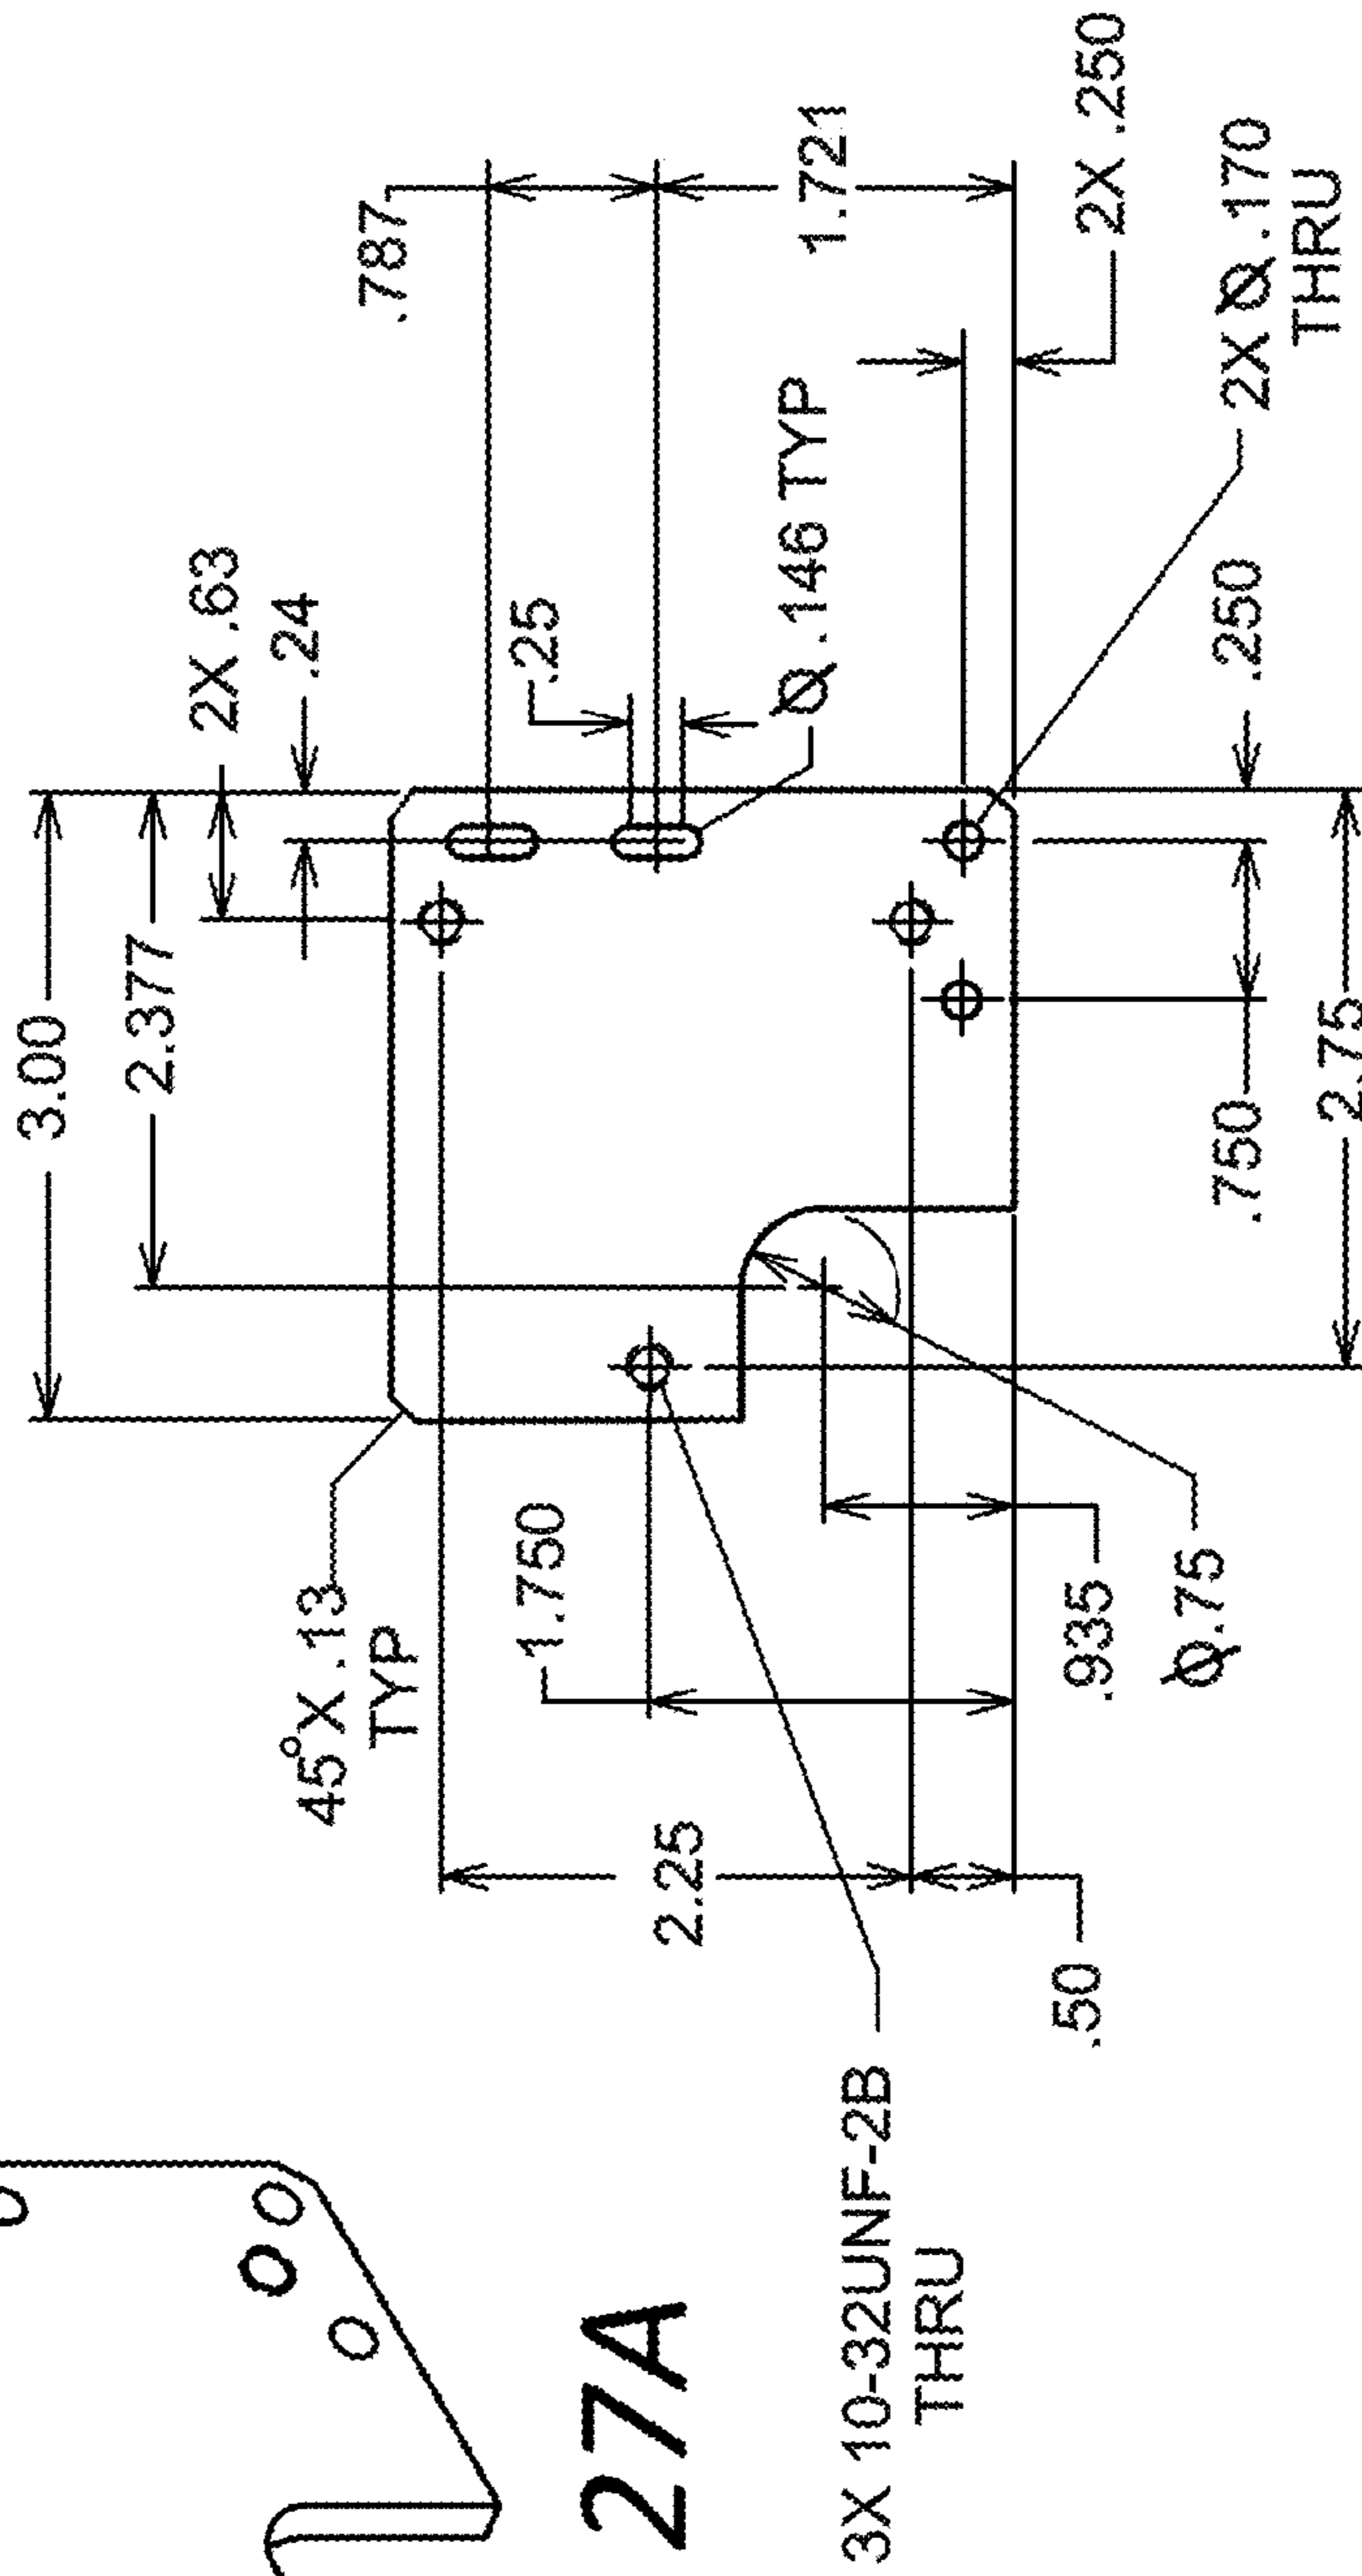 3.00
2.377
2X .63
.24
45°X .13
TYP
.787
1.750
.25
27A
2.25
Ø.146 TYP
1.721
3X 10-32UNF-2B
THRU
.50
.935
2X .250
Ø.75
.750
.250
2X Ø.170
THRU
2.75